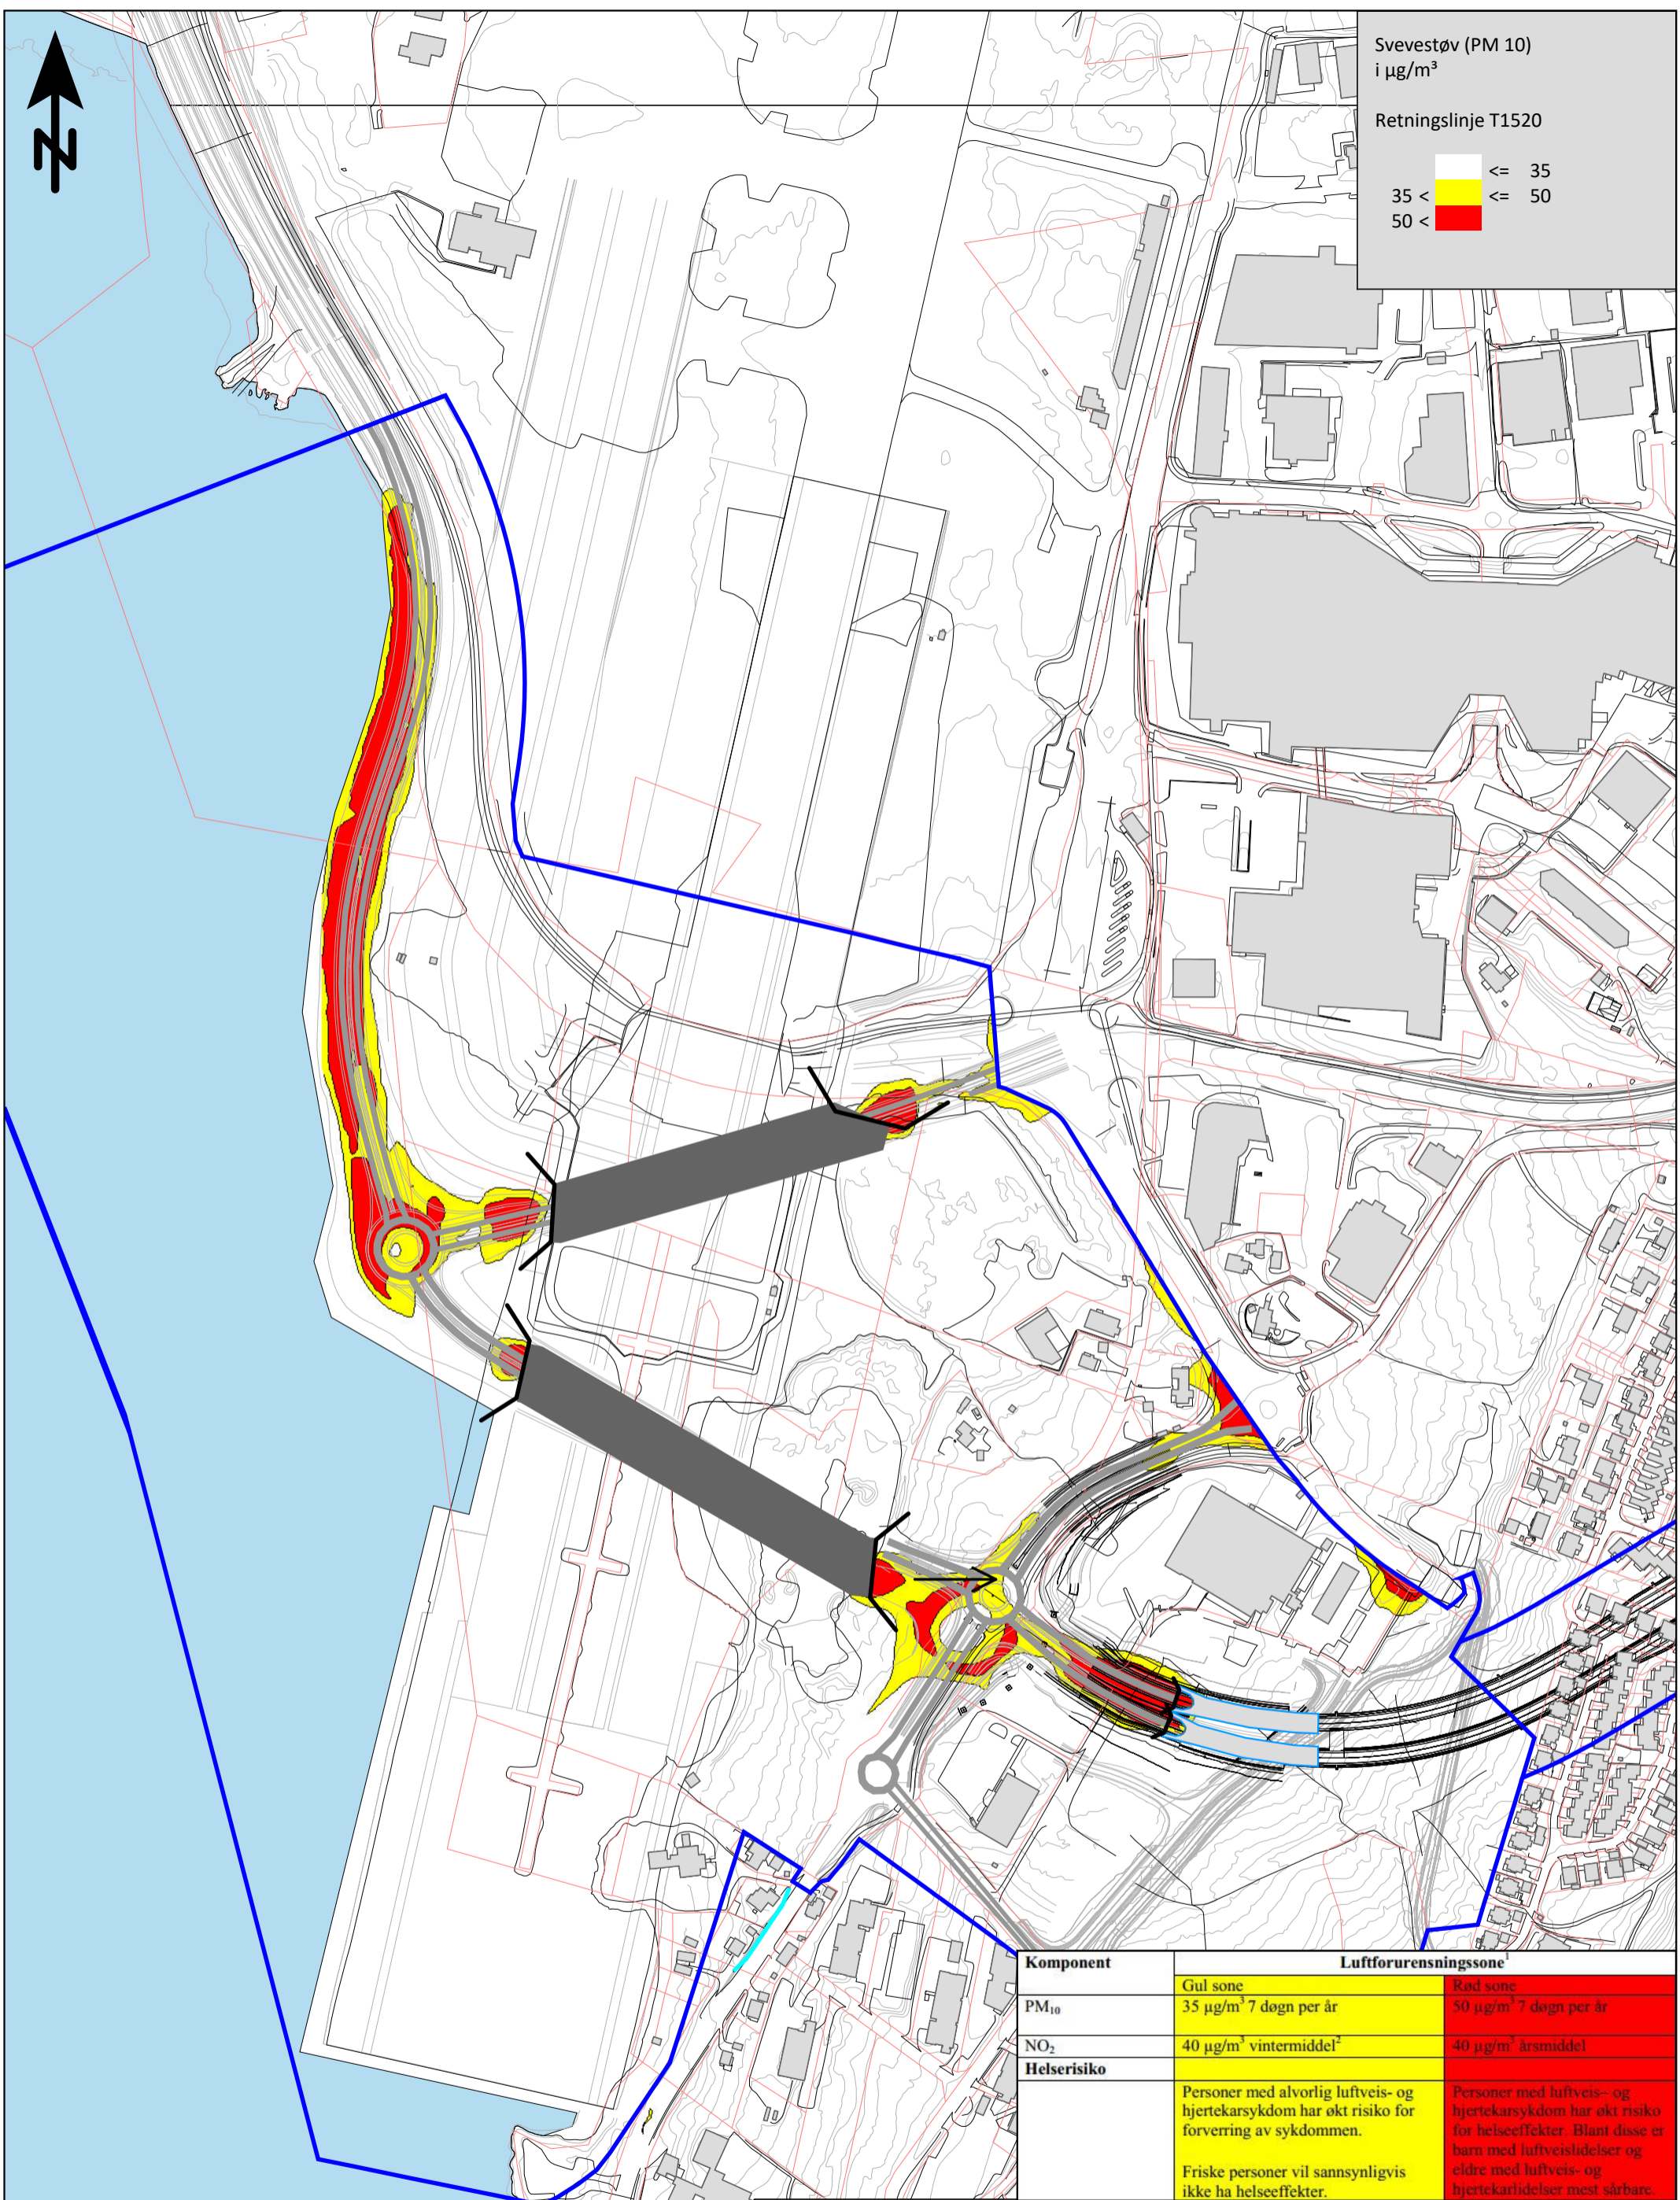 N
Svevestøv (PM 10)
i µg/m³
Retningslinje T1520
<= 35
35 < <= 50
50 <
Komponent Luftforurensningssone¹
Gul sone Rød sone
PM₁₀ 35 µg/m³ 7 døgn per år 50 µg/m³ 7 døgn per år
NO₂ 40 µg/m³ vintermiddel² 40 µg/m³ årsmiddel
Helserisiko
Personer med alvorlig luftveis- og
hjertekarsykdom har økt risiko for
forverring av sykdommen.
Friske personer vil sannsynligvis
ikke ha helseeffekter.
Personer med luftveis– og
hjertekarsykdom har økt risiko
for helseeffekter. Blant disse er
barn med luftveislidelser og
eldre med luftveis- og
hjertekarlidelser mest sårbare.